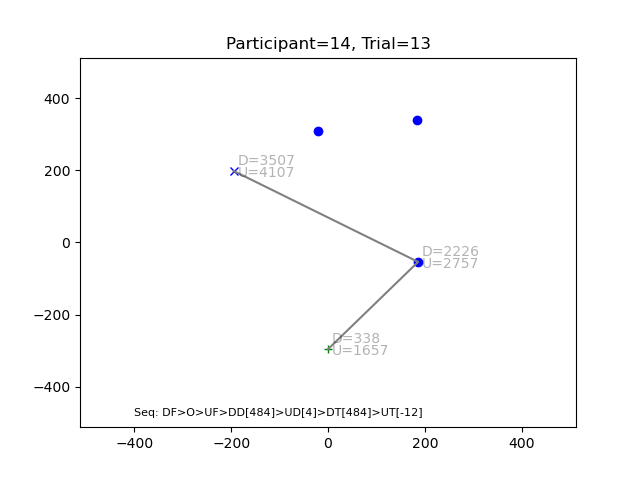 Participant=14, Trial=13
400
200
0
−200
−400
D=3507
U=4107
D=2226
U=2757
D=338
U=1657
Seq: DF>O>UF>DD[484]>UD[4]>DT[484]>UT[-12]
−400 −200 0 200 400